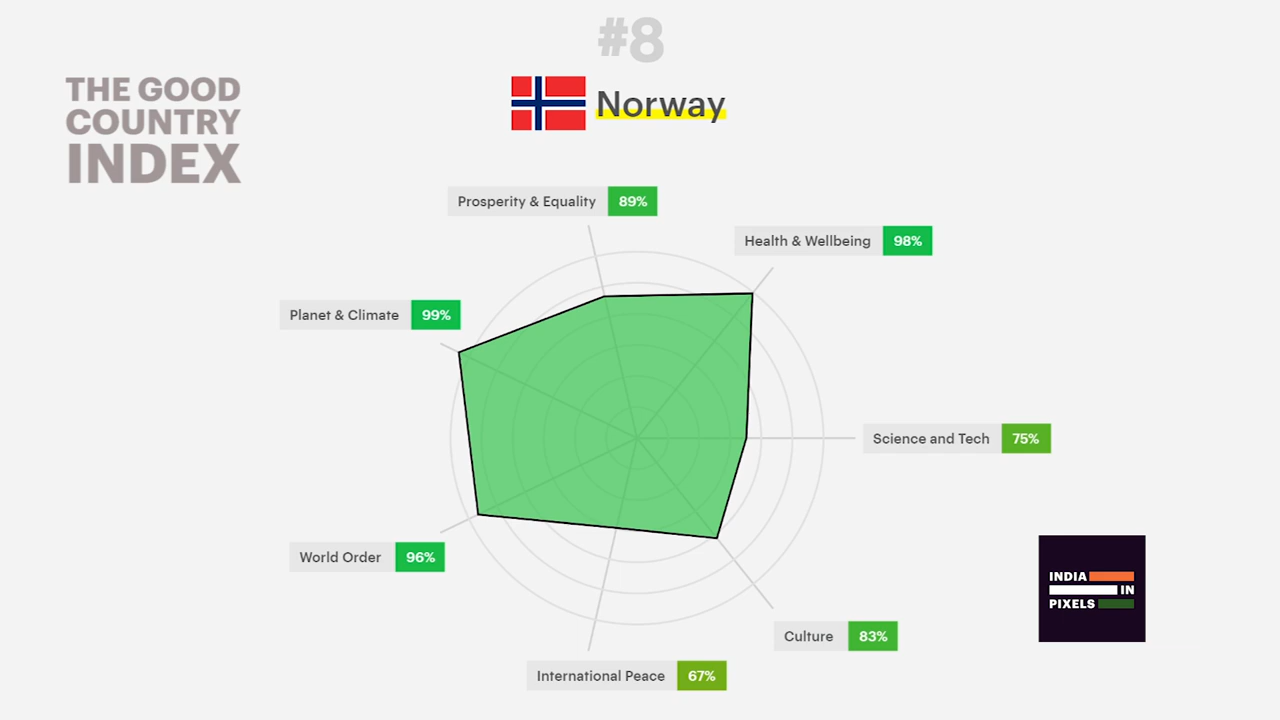 #8
Norway
THE GOOD
COUNTRY
INDEX
Prosperity & Equality 89%
Health & Wellbeing 98%
Planet & Climate 99%
Science and Tech 75%
World Order 96%
Culture 83%
International Peace 67%
INDIA
IN
PIXELS